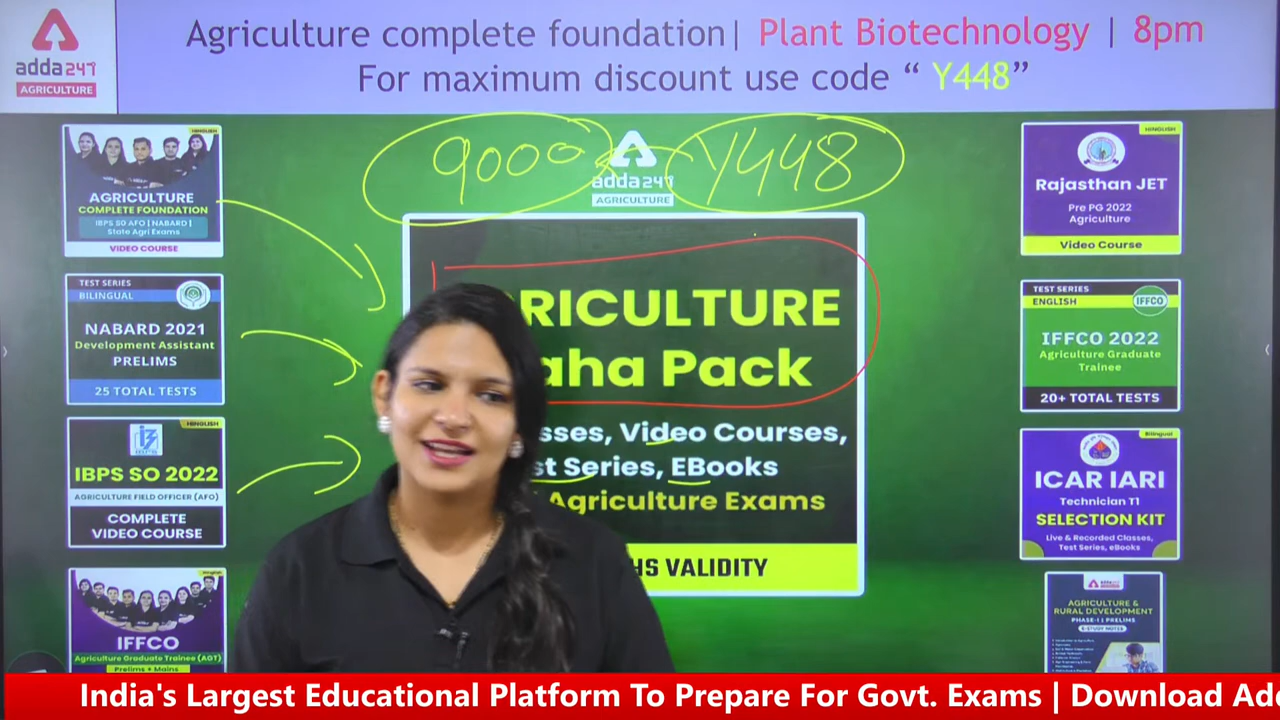 Agriculture complete foundation| Plant Biotechnology | 8pm
For maximum discount use code “ Y448”
adda247
AGRICULTURE
HINGLISH
AGRICULTURE
COMPLETE FOUNDATION
IBPS SO AFO | NABARD |
State Agri Exams
VIDEO COURSE
TEST SERIES
BILINGUAL
NABARD 2021
Development Assistant
PRELIMS
25 TOTAL TESTS
HINGLISH
IBPS SO 2022
AGRICULTURE FIELD OFFICER (AFO)
COMPLETE
VIDEO COURSE
IFFCO
Agriculture Graduate Trainee (AGT)
Prelims + Mains
9000 Y448
adda247
AGRICULTURE
RICULTURE
aha Pack
sses, Video Courses,
st Series, EBooks
Agriculture Exams
HS VALIDITY
HINGLISH
Rajasthan JET
Pre PG 2022
Agriculture
Video Course
TEST SERIES
ENGLISH
IFFCO
IFFCO 2022
Agriculture Graduate
Trainee
20+ TOTAL TESTS
Bilingual
ICAR IARI
Technician T1
SELECTION KIT
Live & Recorded Classes,
Test Series, eBooks
adda247
AGRICULTURE &
RURAL DEVELOPMENT
PHASE-I | PRELIMS
E-STUDY NOTES
India's Largest Educational Platform To Prepare For Govt. Exams | Download Add